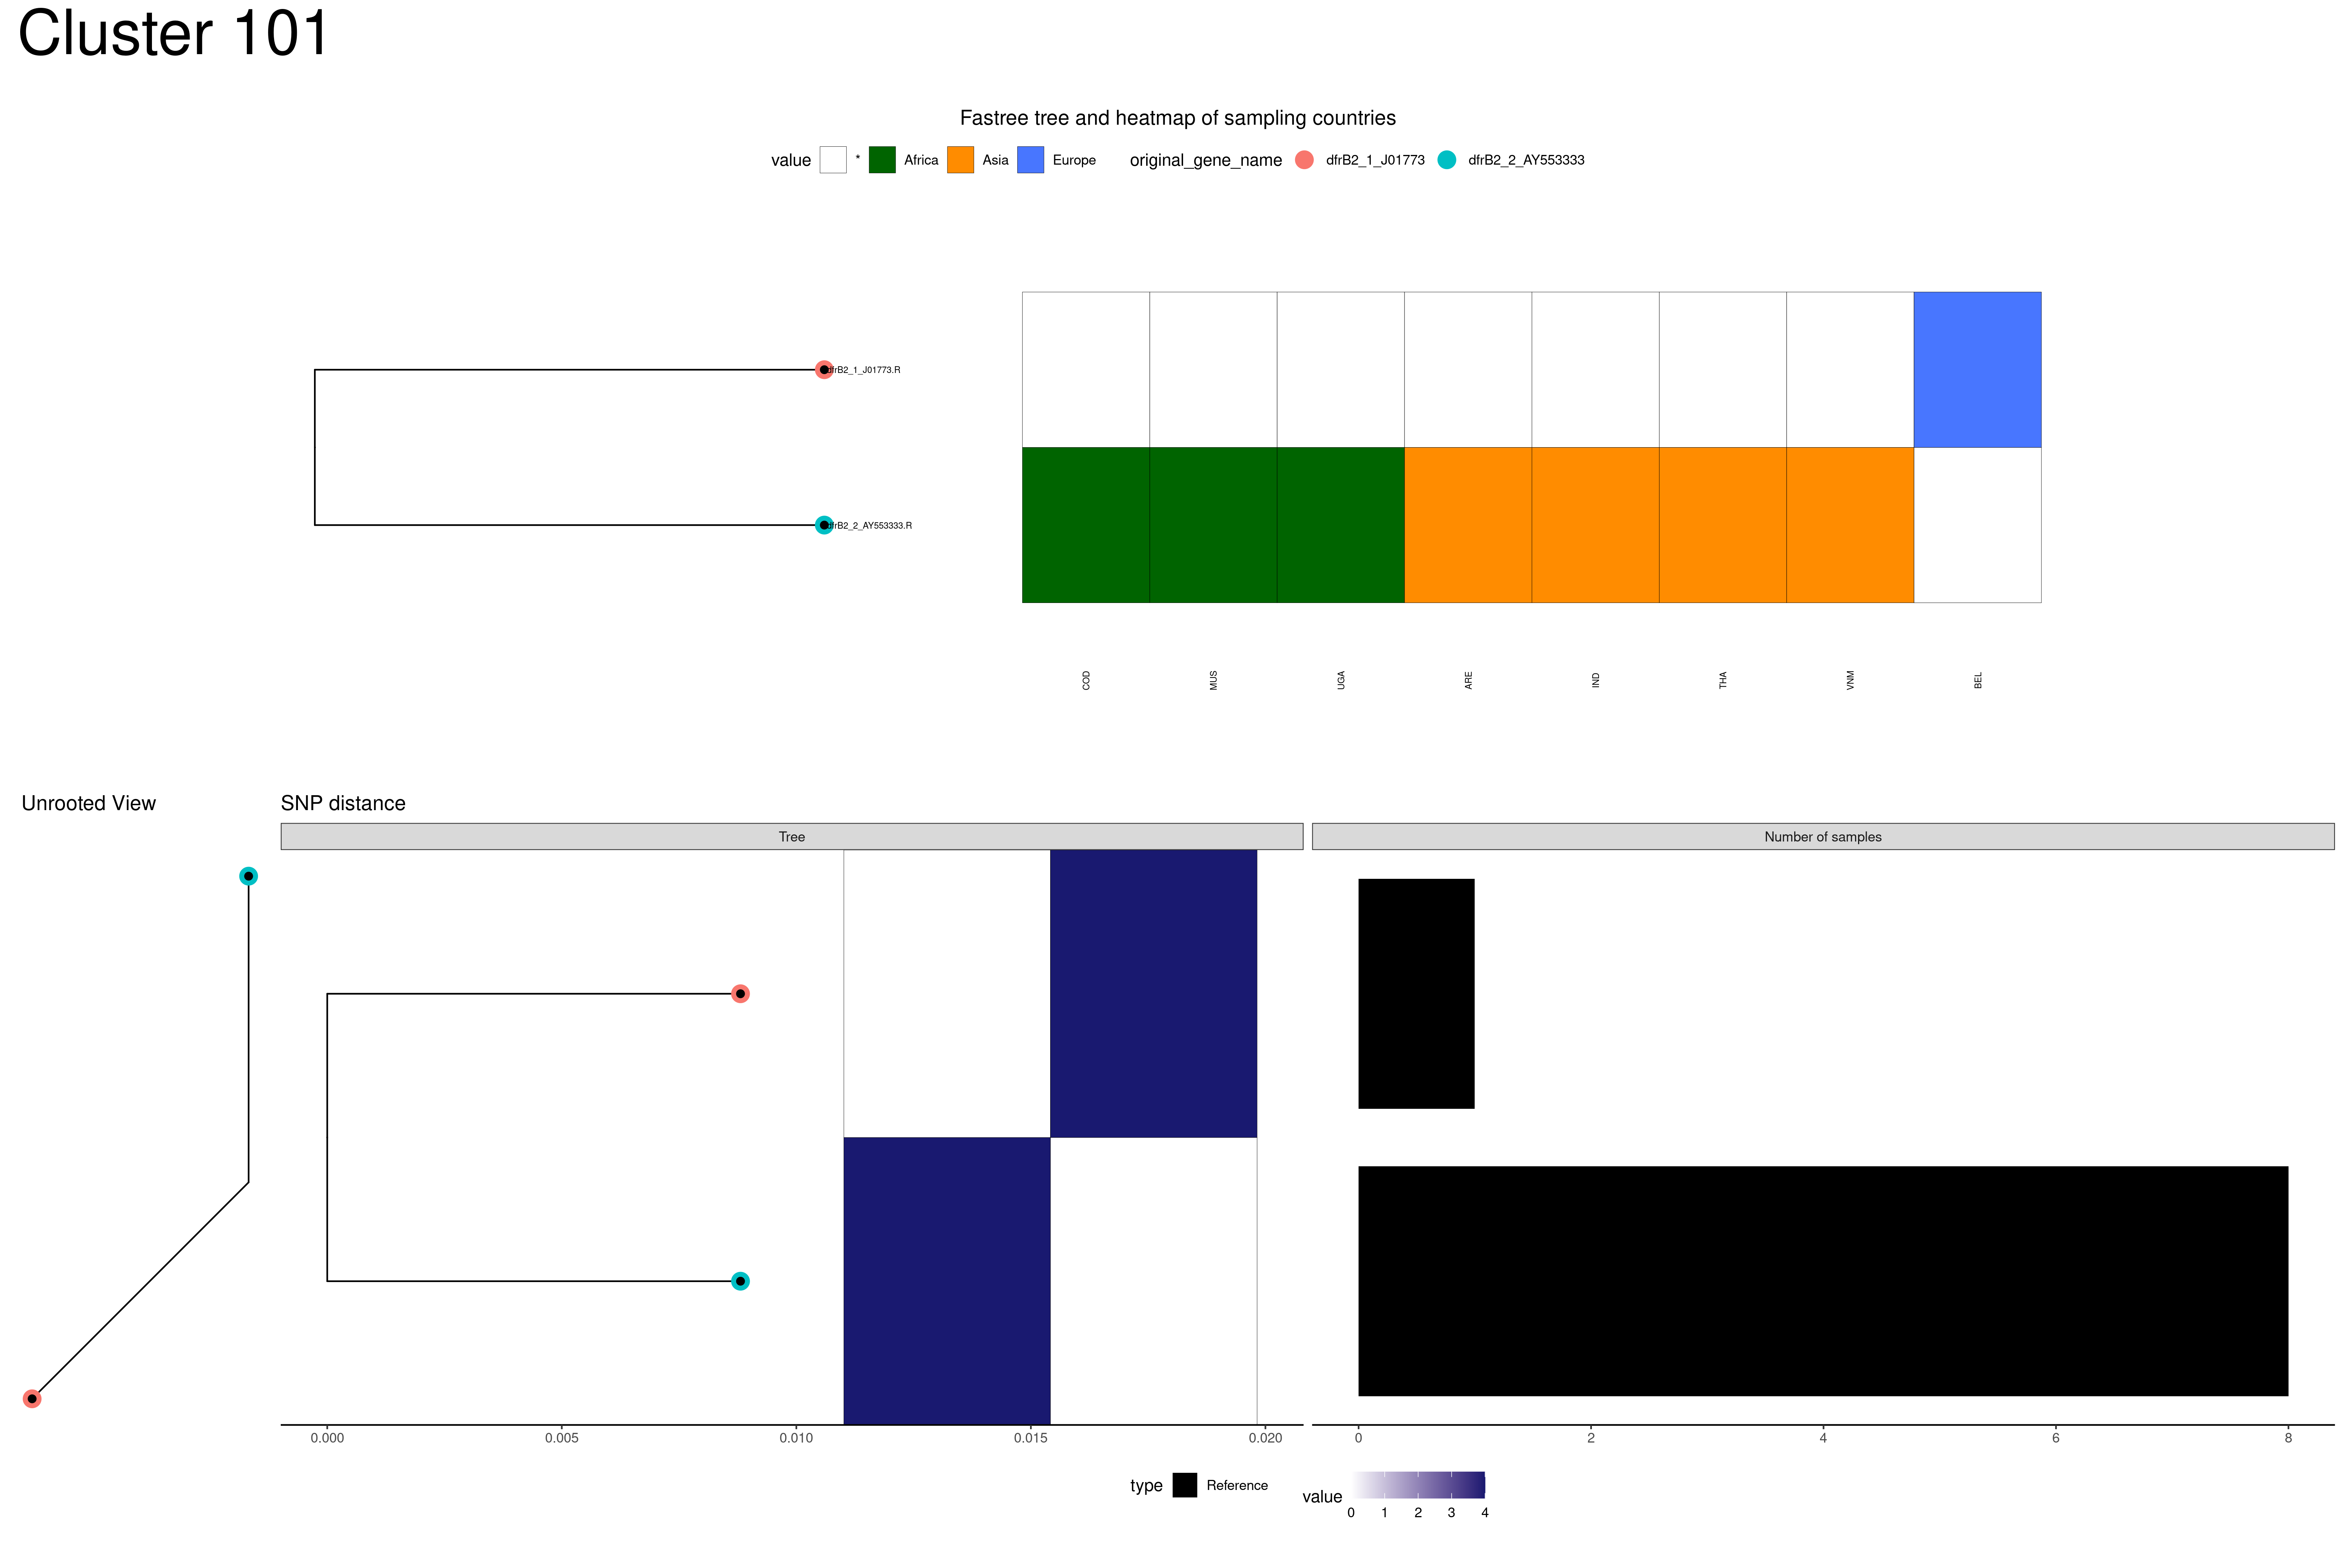 Cluster 101
Fastree tree and heatmap of sampling countries
value * Africa Asia Europe original_gene_name dfrB2_1_J01773 dfrB2_2_AY553333
dfrB2_1_J01773.R
dfrB2_2_AY553333.R
COD MUS UGA ARE IND THA VNM BEL
Unrooted View SNP distance
Tree Number of samples
0.000 0.005 0.010 0.015 0.020 0 2 4 6 8
type Reference value
0 1 2 3 4